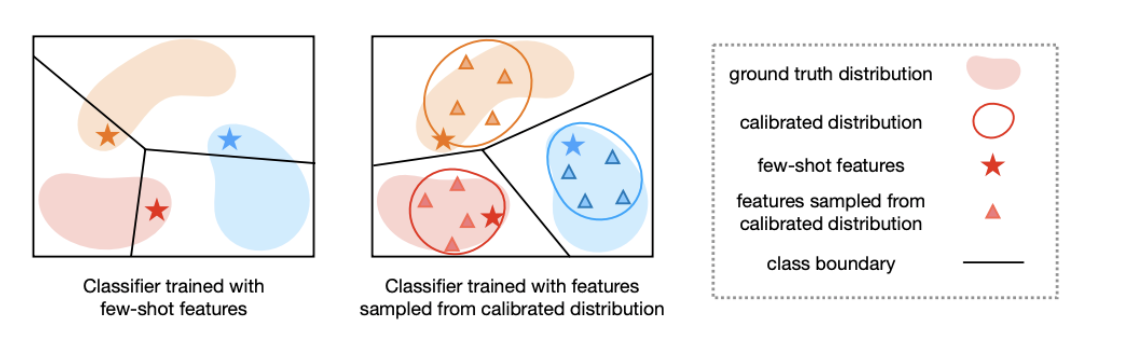 Classifier trained with
few-shot features
Classifier trained with features
sampled from calibrated distribution
ground truth distribution
calibrated distribution
few-shot features
features sampled from
calibrated distribution
class boundary